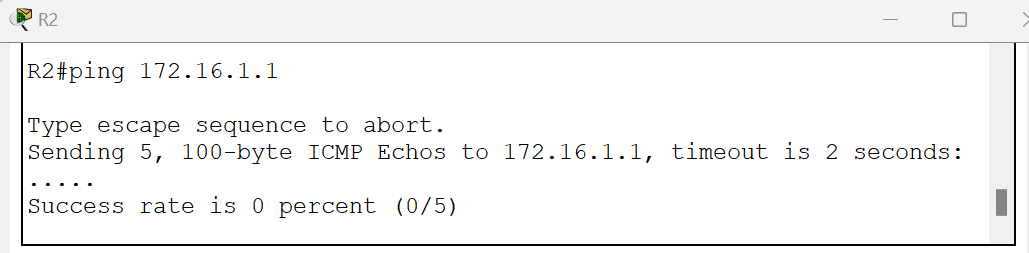 R2
R2#ping 172.16.1.1
Type escape sequence to abort.
Sending 5, 100-byte ICMP Echos to 172.16.1.1, timeout is 2 seconds:
.....
Success rate is 0 percent (0/5)